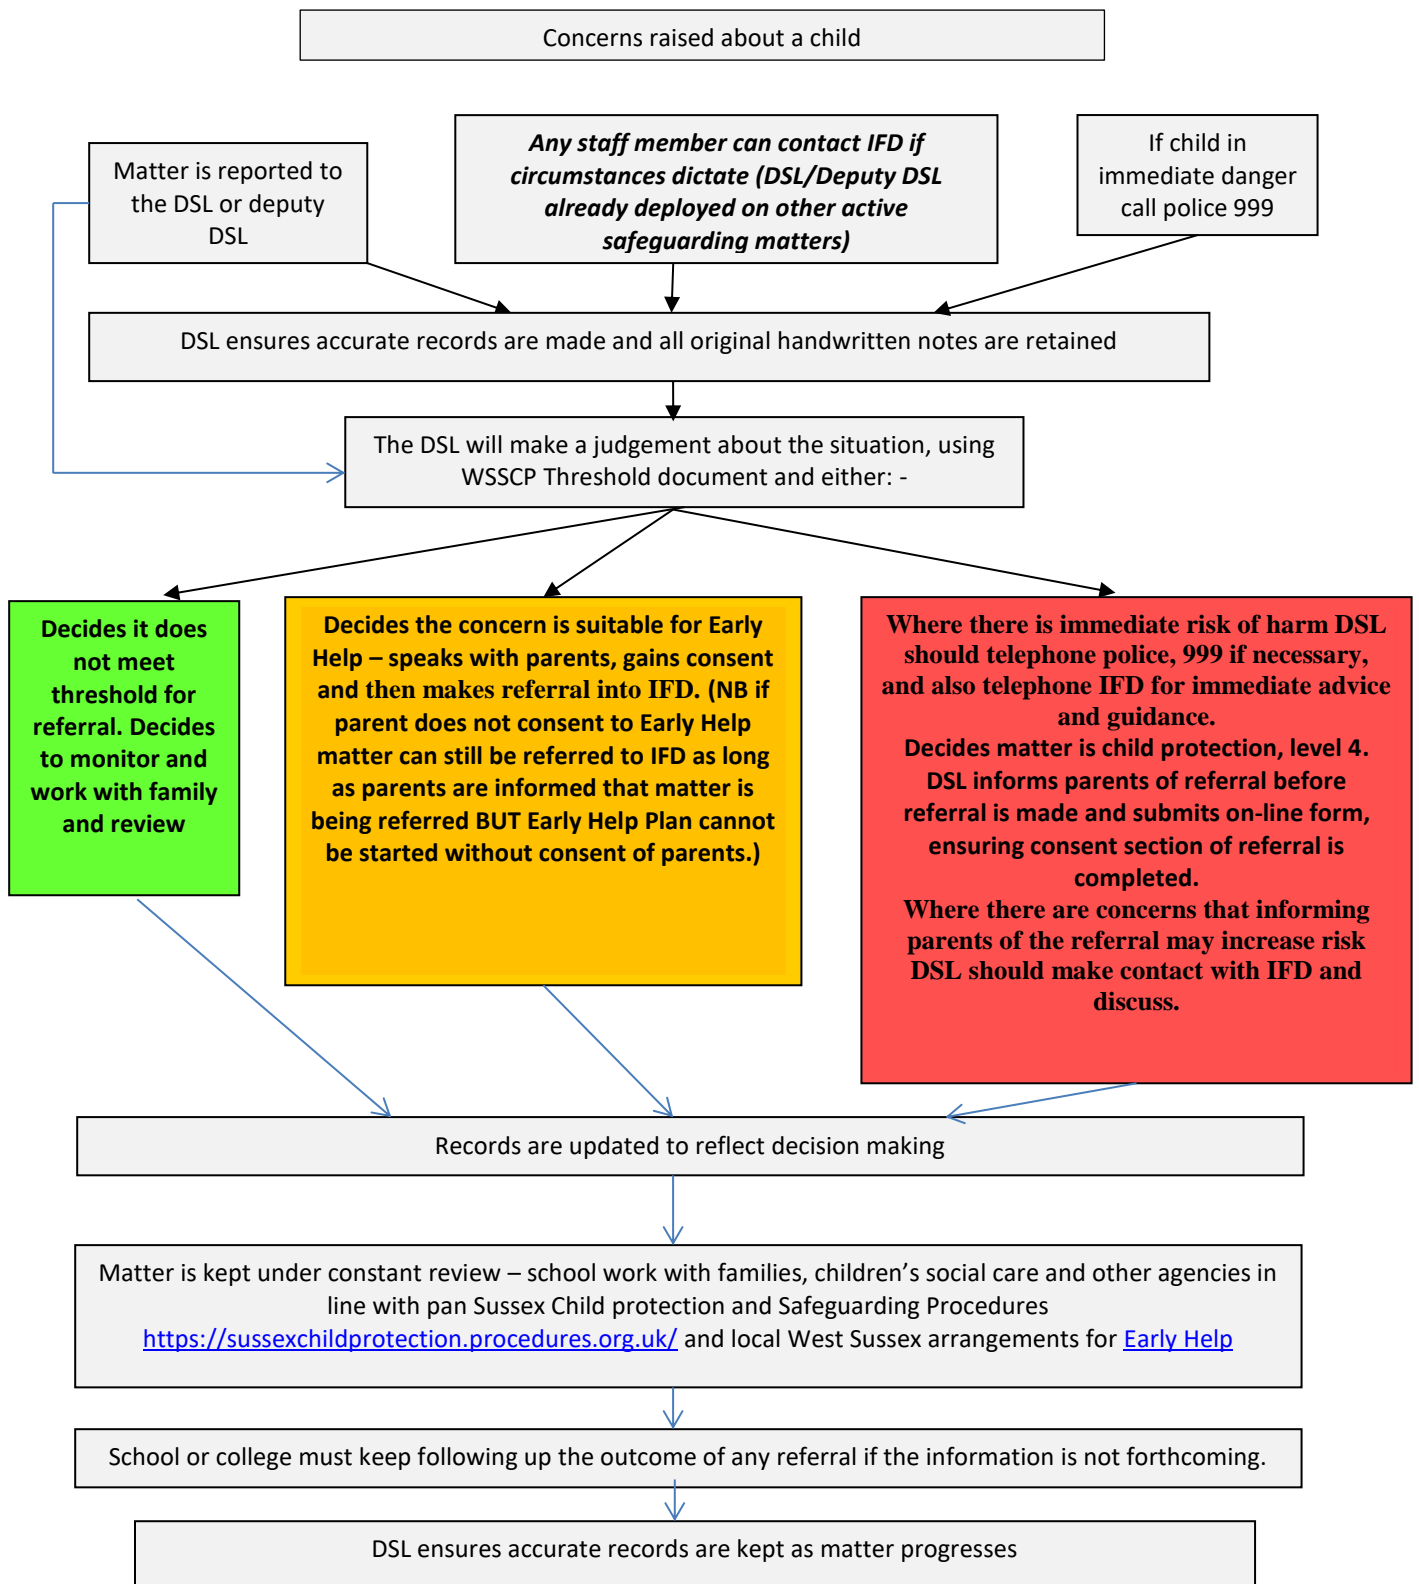 Concerns raised about a child
Matter is reported to
the DSL or deputy
DSL
Any staff member can contact IFD if
circumstances dictate (DSL/Deputy DSL
already deployed on other active
safeguarding matters)
If child in
immediate danger
call police 999
DSL ensures accurate records are made and all original handwritten notes are retained
The DSL will make a judgement about the situation, using
WSSCP Threshold document and either: -
Decides it does
not meet
threshold for
referral. Decides
to monitor and
work with family
and review
Decides the concern is suitable for Early
Help – speaks with parents, gains consent
and then makes referral into IFD. (NB if
parent does not consent to Early Help
matter can still be referred to IFD as long
as parents are informed that matter is
being referred BUT Early Help Plan cannot
be started without consent of parents.)
Where there is immediate risk of harm DSL
should telephone police, 999 if necessary,
and also telephone IFD for immediate advice
and guidance.
Decides matter is child protection, level 4.
DSL informs parents of referral before
referral is made and submits on-line form,
ensuring consent section of referral is
completed.
Where there are concerns that informing
parents of the referral may increase risk
DSL should make contact with IFD and
discuss.
Records are updated to reflect decision making
Matter is kept under constant review – school work with families, children’s social care and other agencies in
line with pan Sussex Child protection and Safeguarding Procedures
https://sussexchildprotection.procedures.org.uk/ and local West Sussex arrangements for Early Help
School or college must keep following up the outcome of any referral if the information is not forthcoming.
DSL ensures accurate records are kept as matter progresses